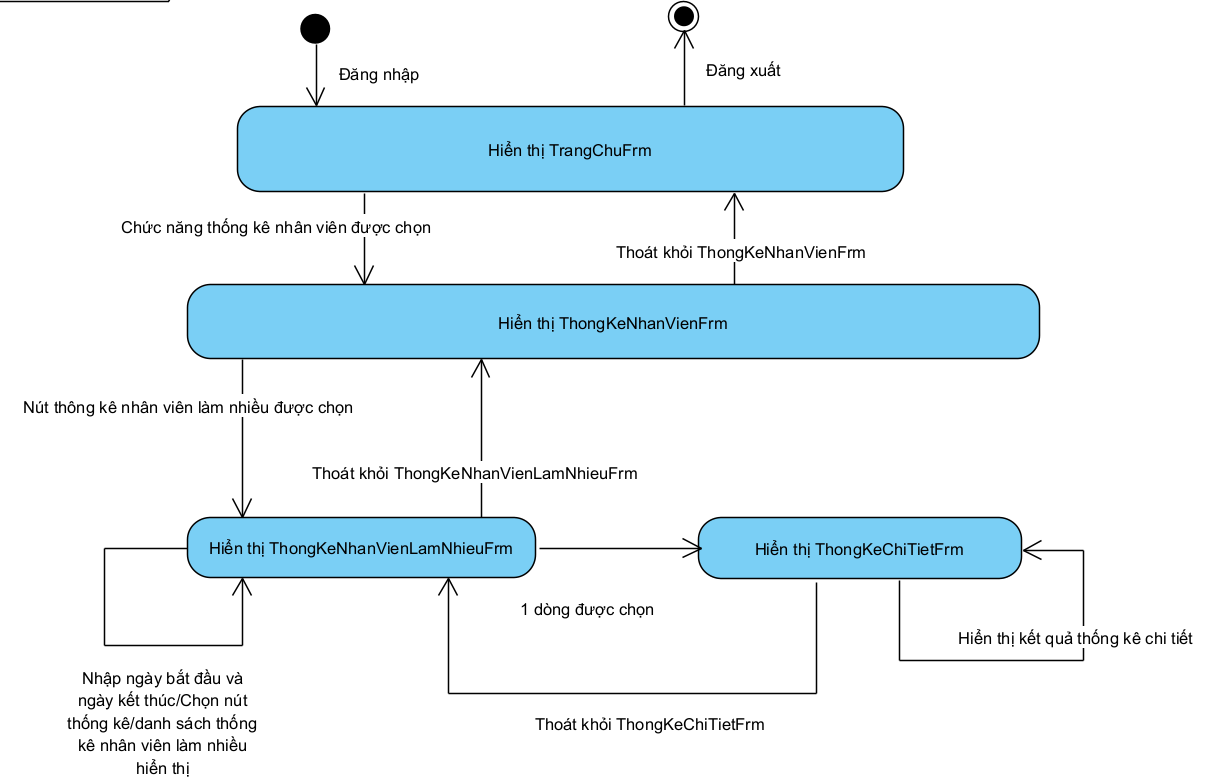 Đăng nhập
Đăng xuất
Hiển thị TrangChuFrm
Chức năng thống kê nhân viên được chọn
Thoát khỏi ThongKeNhanVienFrm
Hiển thị ThongKeNhanVienFrm
Nút thông kê nhân viên làm nhiều được chọn
Thoát khỏi ThongKeNhanVienLamNhieuFrm
Hiển thị ThongKeNhanVienLamNhieuFrm
Hiển thị ThongKeChiTietFrm
1 dòng được chọn
Hiển thị kết quả thống kê chi tiết
Nhập ngày bắt đầu và
ngày kết thúc/Chọn nút
thống kê/danh sách thống
kê nhân viên làm nhiều
hiển thị
Thoát khỏi ThongKeChiTietFrm